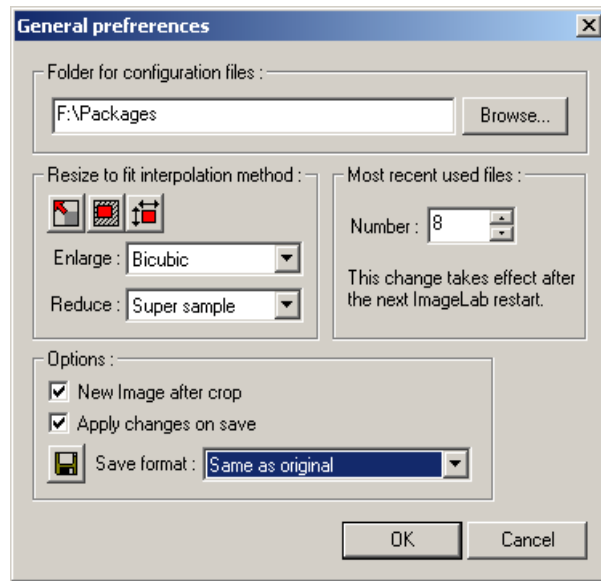 General prefrerences
Folder for configuration files :
F:\Packages
Browse...
Resize to fit interpolation method :
Enlarge : Bicubic
Reduce : Super sample
Most recent used files :
Number : 8
This change takes effect after
the next ImageLab restart.
Options :
New Image after crop
Apply changes on save
Save format : Same as original
OK
Cancel